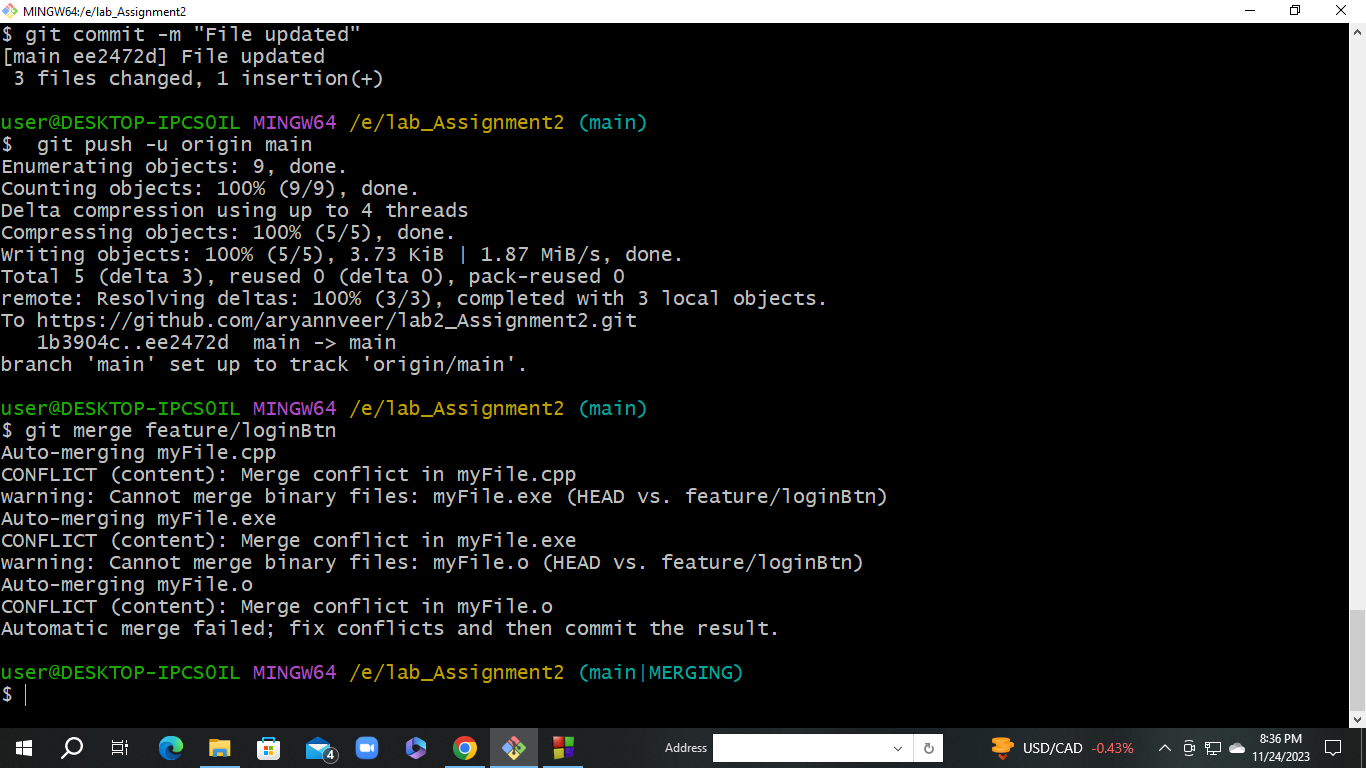 MINGW64:/e/lab_Assignment2
$ git commit -m "File updated"
[main ee2472d] File updated
 3 files changed, 1 insertion(+)
user@DESKTOP-IPCS0IL MINGW64 /e/lab_Assignment2 (main)
$  git push -u origin main
Enumerating objects: 9, done.
Counting objects: 100% (9/9), done.
Delta compression using up to 4 threads
Compressing objects: 100% (5/5), done.
Writing objects: 100% (5/5), 3.73 KiB | 1.87 MiB/s, done.
Total 5 (delta 3), reused 0 (delta 0), pack-reused 0
remote: Resolving deltas: 100% (3/3), completed with 3 local objects.
To https://github.com/aryannveer/lab2_Assignment2.git
   1b3904c..ee2472d  main -> main
branch 'main' set up to track 'origin/main'.
user@DESKTOP-IPCS0IL MINGW64 /e/lab_Assignment2 (main)
$ git merge feature/loginBtn
Auto-merging myFile.cpp
CONFLICT (content): Merge conflict in myFile.cpp
warning: Cannot merge binary files: myFile.exe (HEAD vs. feature/loginBtn)
Auto-merging myFile.exe
CONFLICT (content): Merge conflict in myFile.exe
warning: Cannot merge binary files: myFile.o (HEAD vs. feature/loginBtn)
Auto-merging myFile.o
CONFLICT (content): Merge conflict in myFile.o
Automatic merge failed; fix conflicts and then commit the result.
user@DESKTOP-IPCS0IL MINGW64 /e/lab_Assignment2 (main|MERGING)
$
4
Address
USD/CAD -0.43%
8:36 PM
11/24/2023